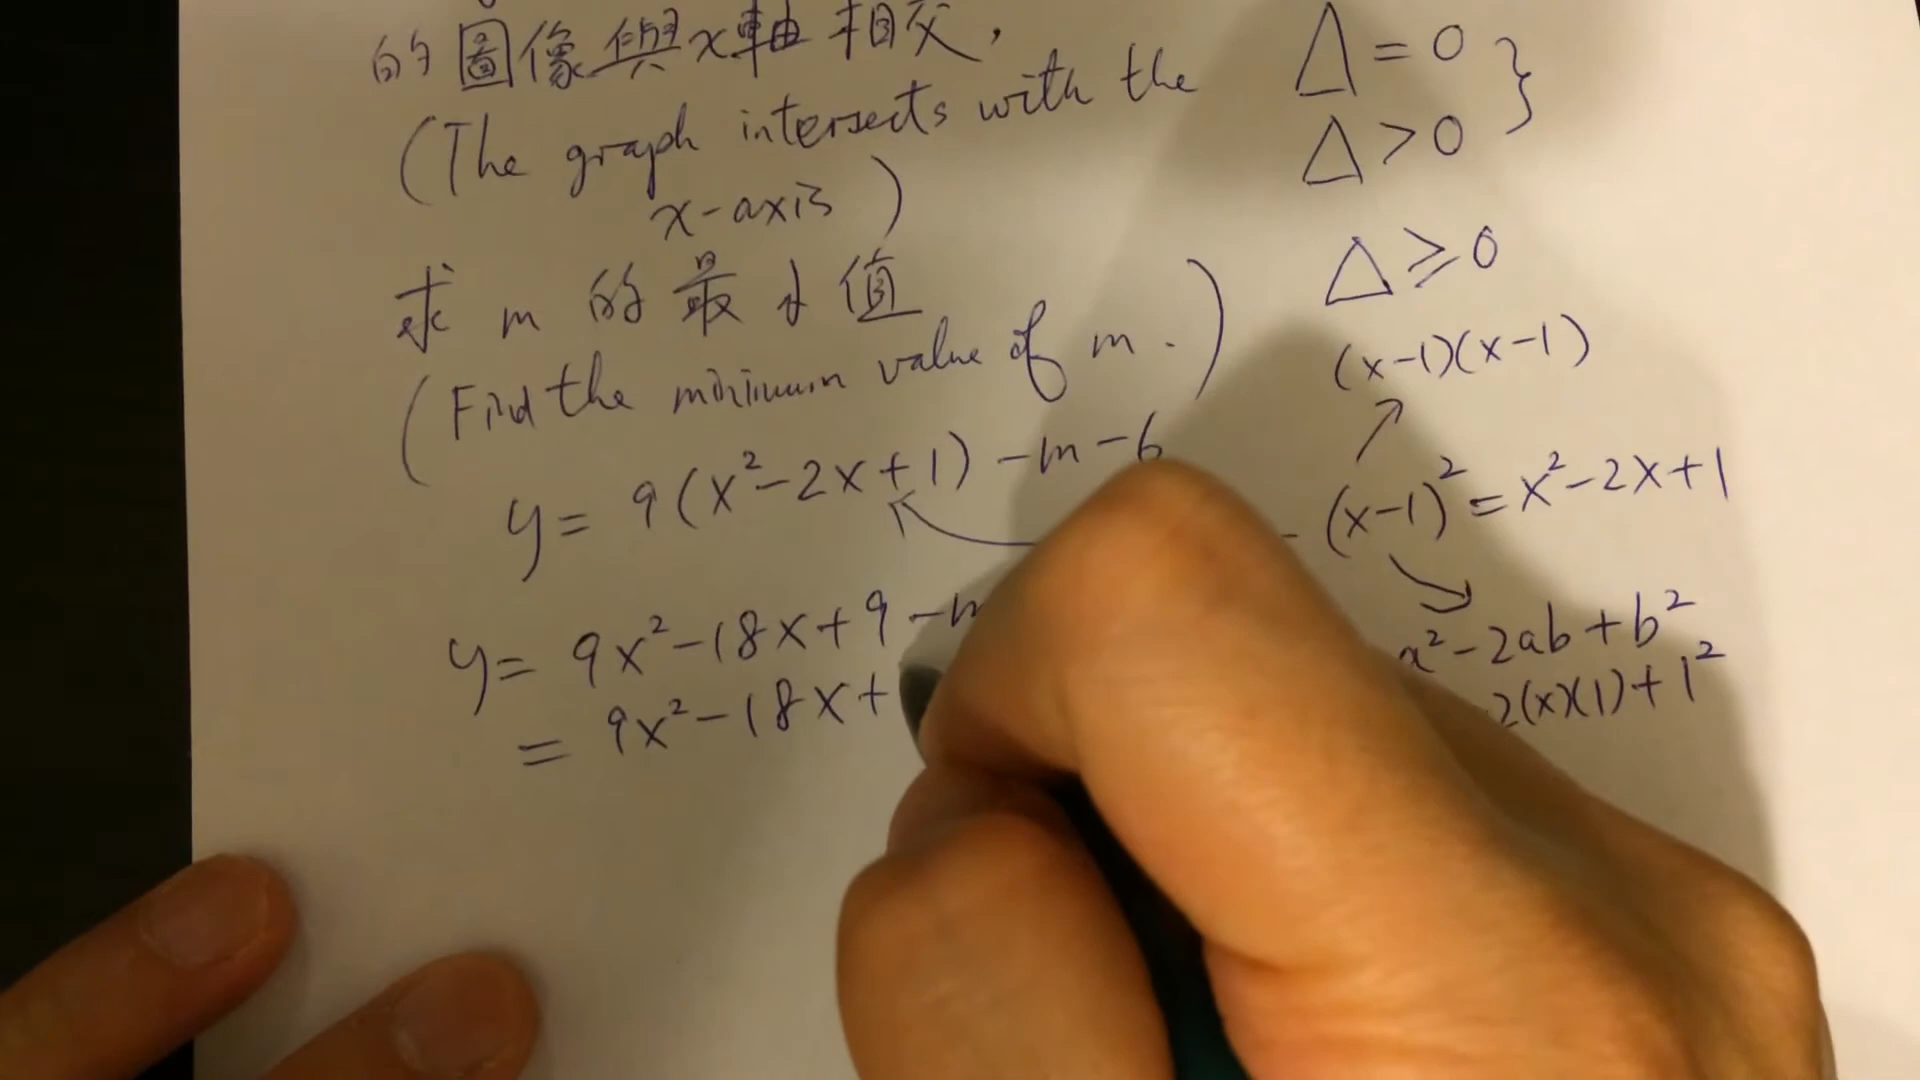 的圖像與x軸相交,
(The graph intersects with the
x-axis)
求 m 的最小值
(Find the minimum value of m.)
y = 9(x²-2x+1) -m-6
y = 9x²-18x+9-m
= 9x²-18x+
Δ = 0 }
Δ > 0
Δ ⩾ 0
(x-1)(x-1)
(x-1)² = x²-2x+1
a²-2ab+b²
2(x)(1)+1²